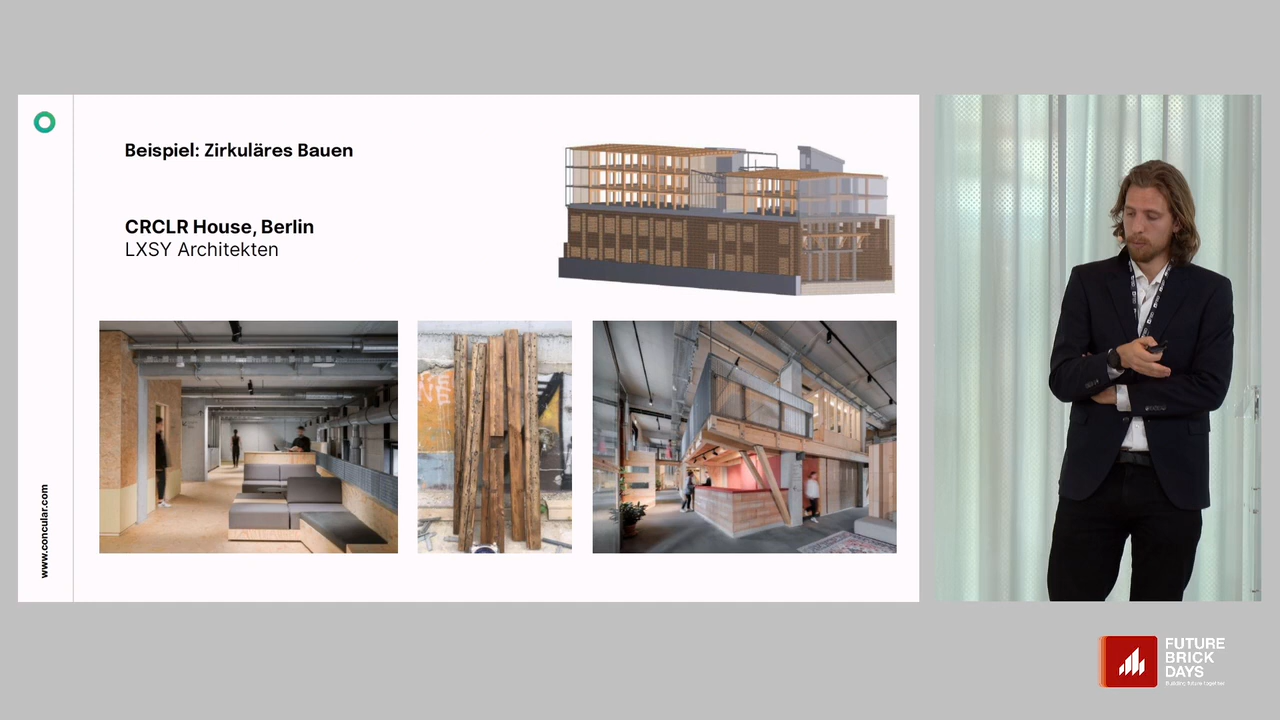 Beispiel: Zirkuläres Bauen
CRCLR House, Berlin
LXSY Architekten
www.concular.com
FUTURE
BRICK
DAYS